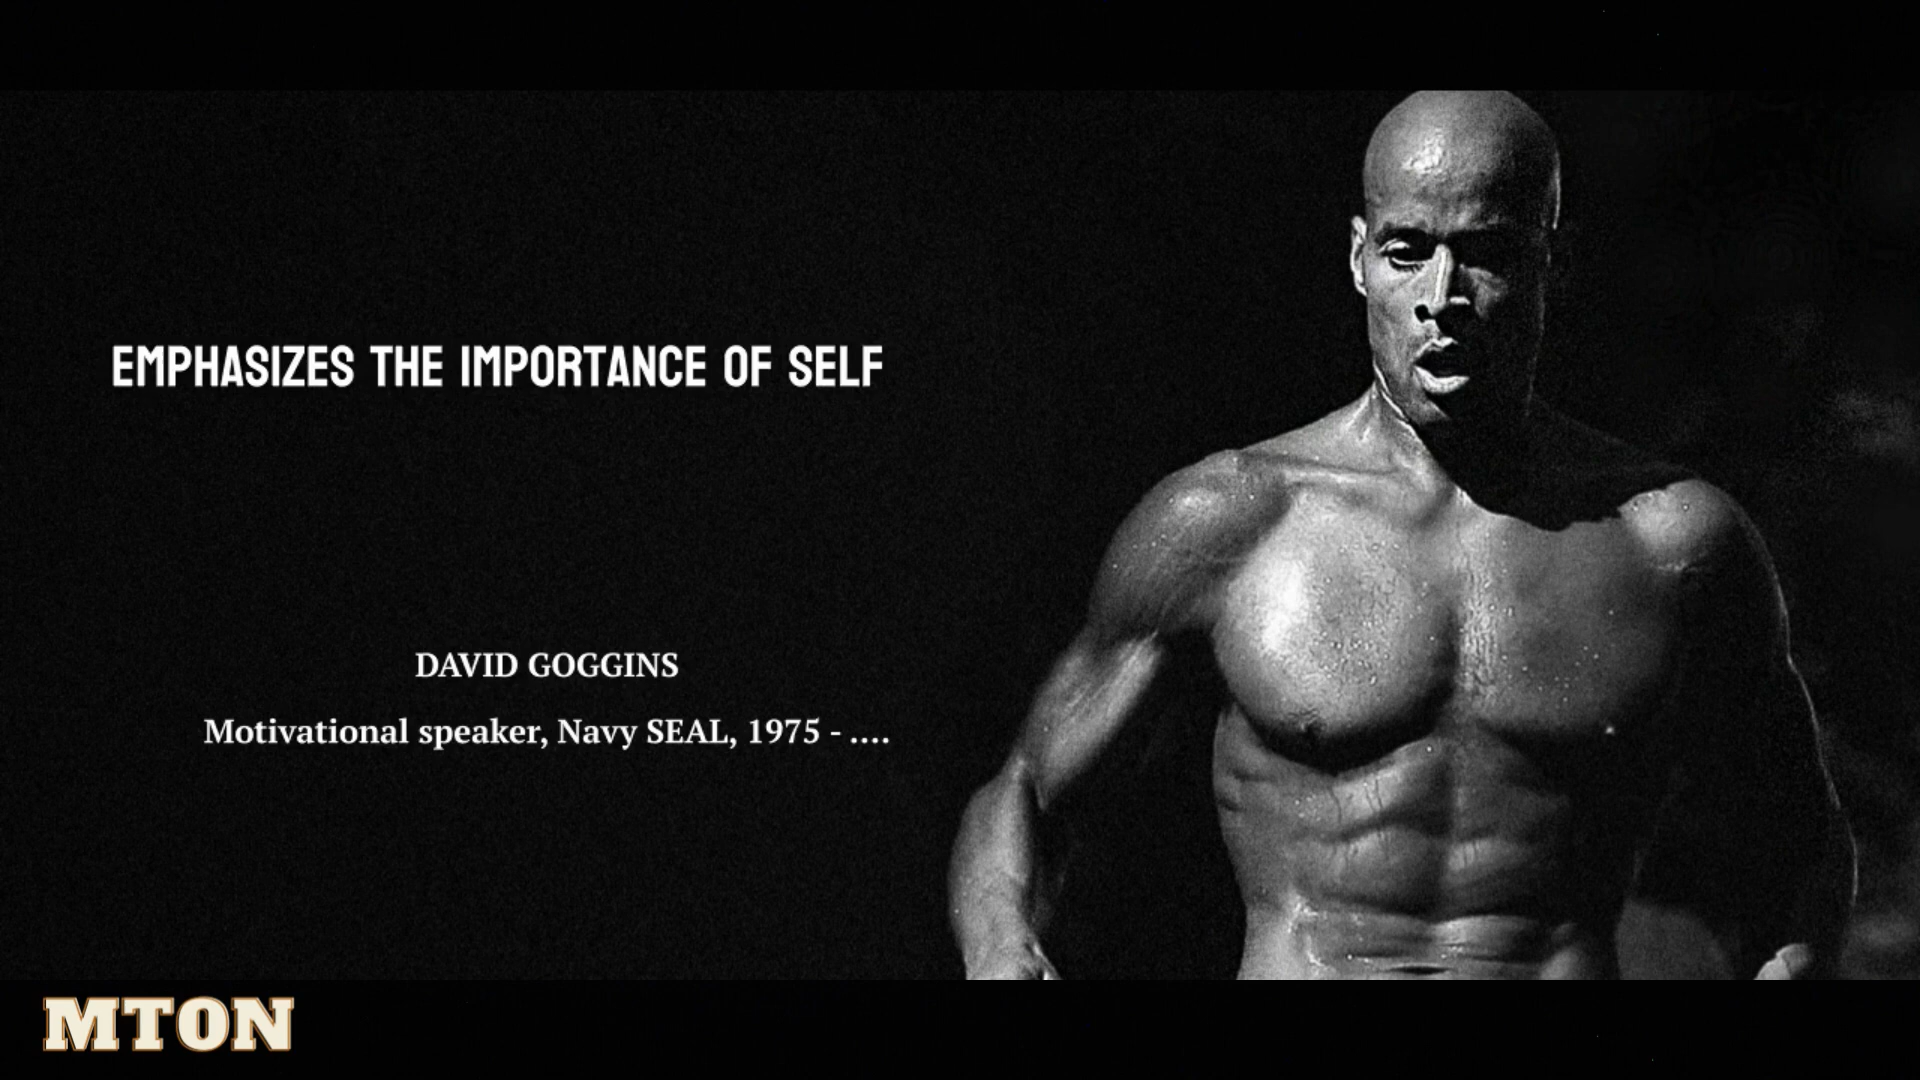 EMPHASIZES THE IMPORTANCE OF SELF
DAVID GOGGINS
Motivational speaker, Navy SEAL, 1975 - ....
MTON